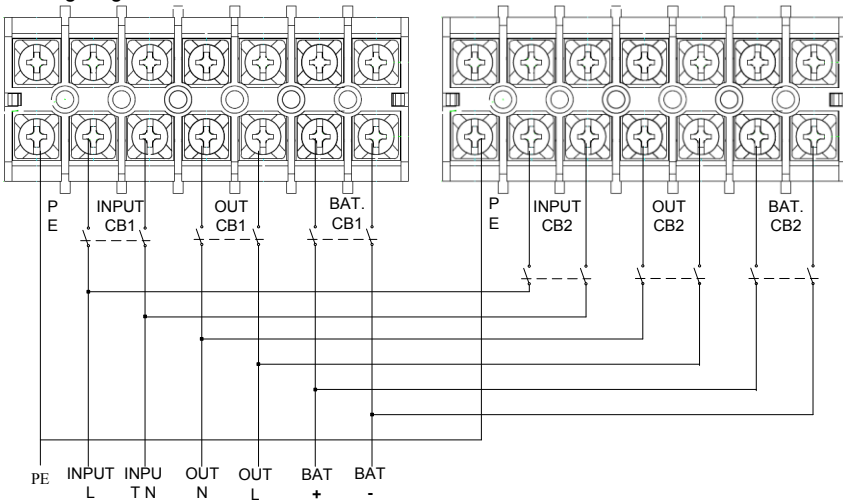 P INPUT OUT BAT. P INPUT OUT BAT.
E CB1 CB1 CB1 E CB2 CB2 CB2
PE INPUT INPU OUT OUT BAT BAT
L T N N L + -